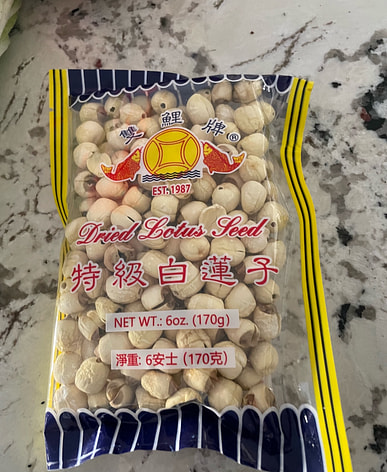 雙鯉牌®
EST. 1987
Dried Lotus Seed
特級白蓮子
NET WT.: 6oz. (170g)
淨重: 6安士 (170克)